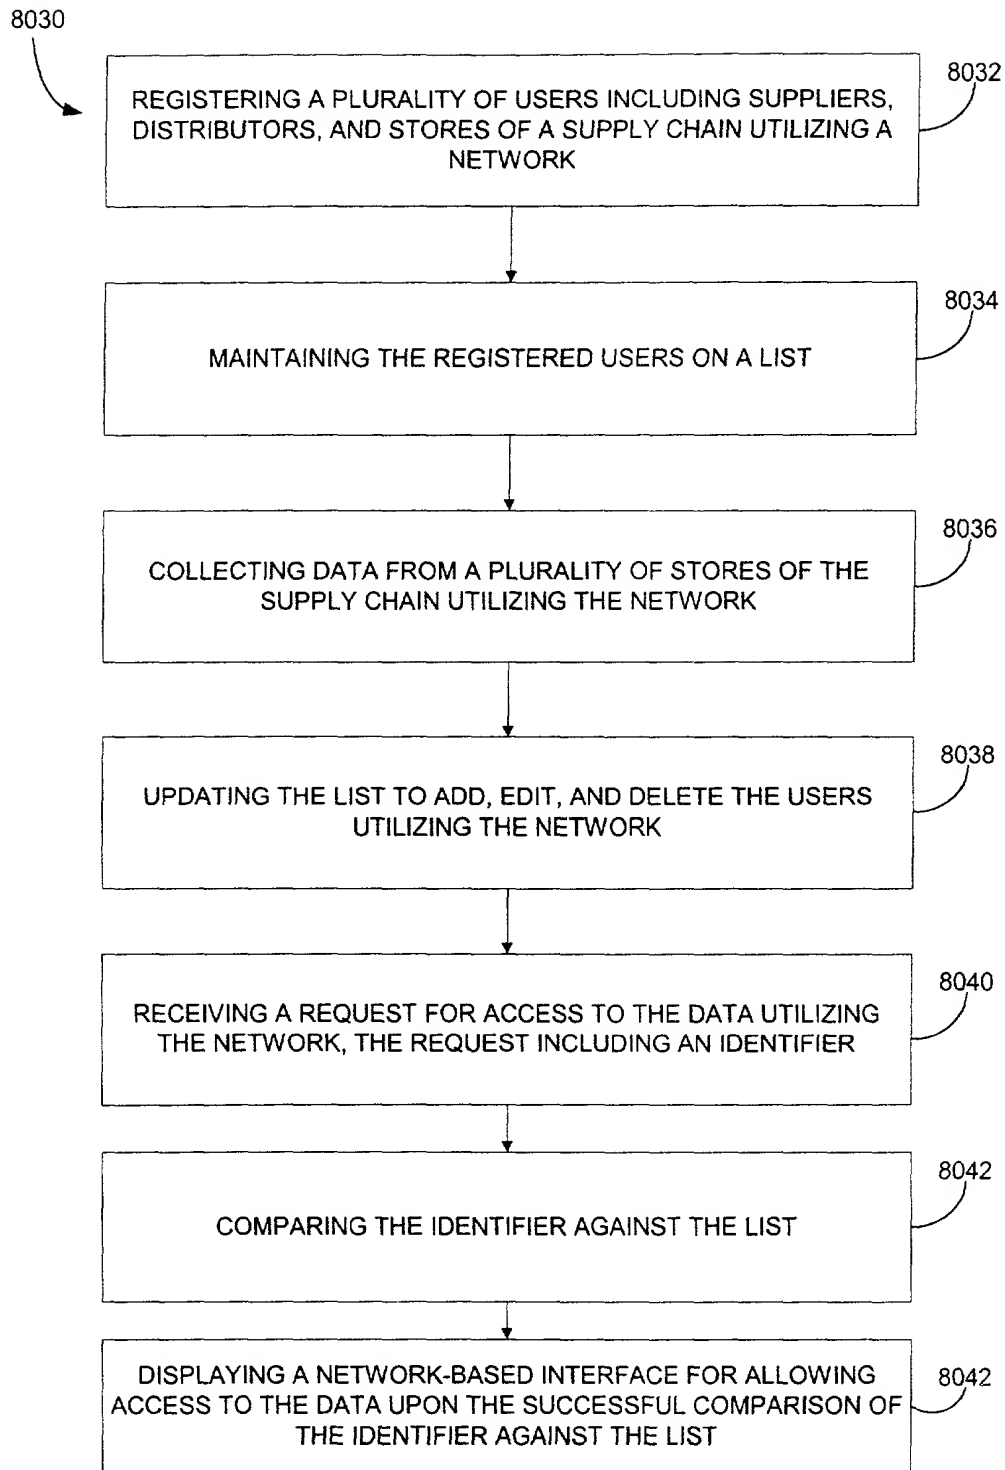 8030
8032
REGISTERING A PLURALITY OF USERS INCLUDING SUPPLIERS,
DISTRIBUTORS, AND STORES OF A SUPPLY CHAIN UTILIZING A
NETWORK
8034
MAINTAINING THE REGISTERED USERS ON A LIST
8036
COLLECTING DATA FROM A PLURALITY OF STORES OF THE
SUPPLY CHAIN UTILIZING THE NETWORK
8038
UPDATING THE LIST TO ADD, EDIT, AND DELETE THE USERS
UTILIZING THE NETWORK
8040
RECEIVING A REQUEST FOR ACCESS TO THE DATA UTILIZING
THE NETWORK, THE REQUEST INCLUDING AN IDENTIFIER
8042
COMPARING THE IDENTIFIER AGAINST THE LIST
8042
DISPLAYING A NETWORK-BASED INTERFACE FOR ALLOWING
ACCESS TO THE DATA UPON THE SUCCESSFUL COMPARISON OF
THE IDENTIFIER AGAINST THE LIST